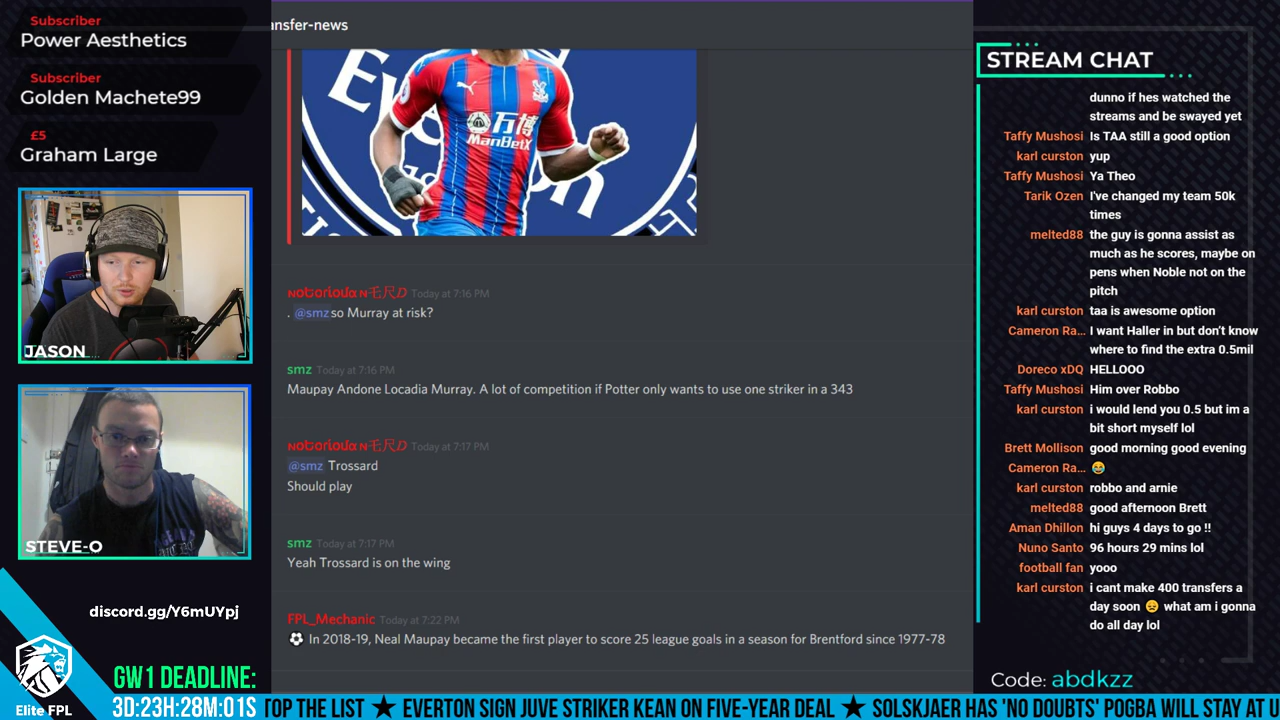 Subscriber
Power Aesthetics
Subscriber
Golden Machete99
£5
Graham Large
JASON
STEVE-O
discord.gg/Y6mUYpj
Elite FPL
GW1 DEADLINE:
3D:23H:28M:01S
ansfer-news
Ev
万博
ManBetX
on
Today at 7:16 PM
. @smz so Murray at risk?
smz Today at 7:16 PM
Maupay Andone Locadia Murray. A lot of competition if Potter only wants to use one striker in a 343
Today at 7:17 PM
@smz Trossard
Should play
smz Today at 7:17 PM
Yeah Trossard is on the wing
FPL_Mechanic Today at 7:22 PM
⚽ In 2018-19, Neal Maupay became the first player to score 25 league goals in a season for Brentford since 1977-78
STREAM CHAT
dunno if hes watched the
streams and be swayed yet
Taffy Mushosi Is TAA still a good option
karl curston yup
Taffy Mushosi Ya Theo
Tarik Ozen I've changed my team 50k
times
melted88 the guy is gonna assist as
much as he scores, maybe on
pens when Noble not on the
pitch
karl curston taa is awesome option
Cameron Ra... I want Haller in but don't know
where to find the extra 0.5mil
Doreco xDQ HELLOOO
Taffy Mushosi Him over Robbo
karl curston i would lend you 0.5 but im a
bit short myself lol
Brett Mollison good morning good evening
Cameron Ra... 😂
karl curston robbo and arnie
melted88 good afternoon Brett
Aman Dhillon hi guys 4 days to go !!
Nuno Santo 96 hours 29 mins lol
football fan yooo
karl curston i cant make 400 transfers a
day soon 😞 what am i gonna
do all day lol
Code: abdkzz
TOP THE LIST ★ EVERTON SIGN JUVE STRIKER KEAN ON FIVE-YEAR DEAL ★ SOLSKJAER HAS 'NO DOUBTS' POGBA WILL STAY AT U